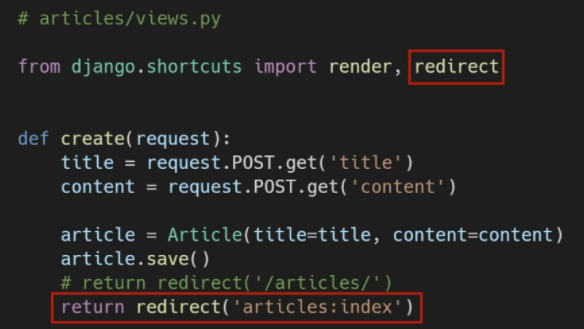 # articles/views.py
from django.shortcuts import render, redirect
def create(request):
    title = request.POST.get('title')
    content = request.POST.get('content')
    article = Article(title=title, content=content)
    article.save()
    # return redirect('/articles/')
    return redirect('articles:index')